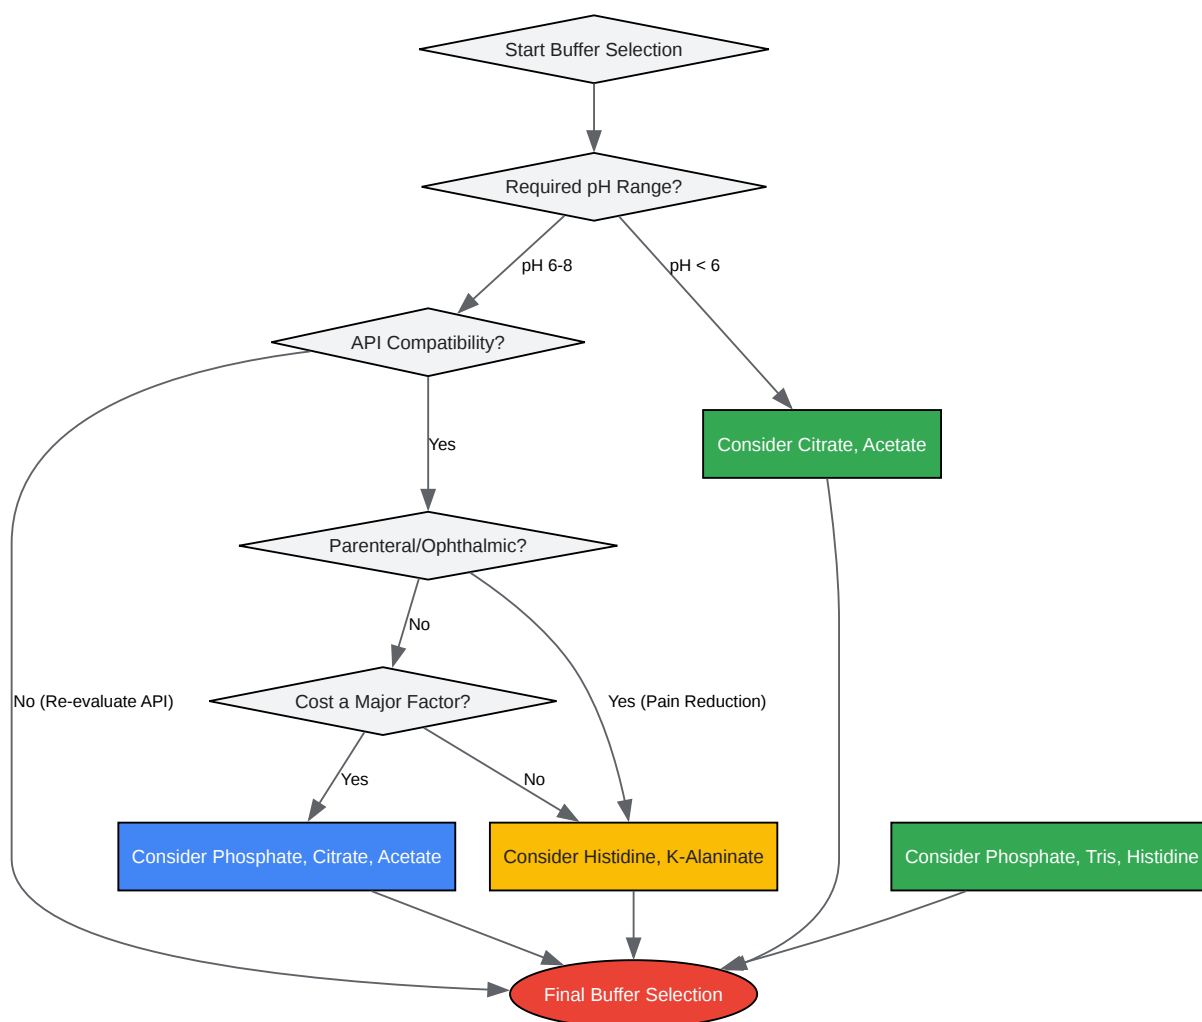 Start Buffer Selection
Required pH Range?
pH 6-8
pH < 6
API Compatibility?
Yes
Consider Citrate, Acetate
Parenteral/Ophthalmic?
No
No (Re-evaluate API)
Cost a Major Factor?
Yes (Pain Reduction)
Yes
No
Consider Phosphate, Citrate, Acetate
Consider Histidine, K-Alaninate
Consider Phosphate, Tris, Histidine
Final Buffer Selection